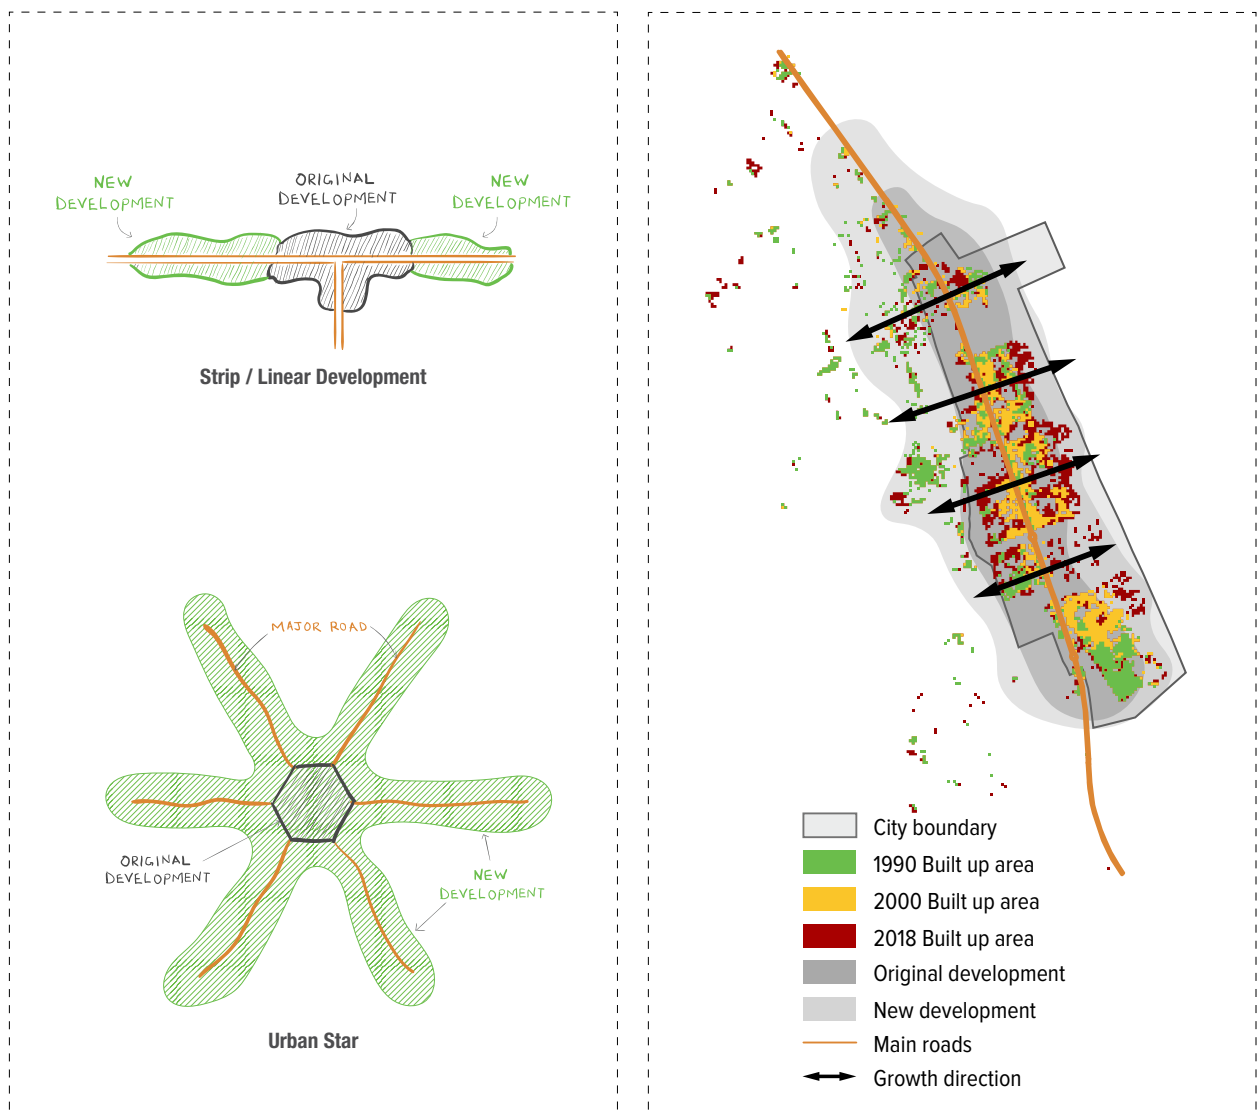 NEW
DEVELOPMENT
ORIGINAL
DEVELOPMENT
NEW
DEVELOPMENT
Strip / Linear Development
MAJOR ROAD
ORIGINAL
DEVELOPMENT
NEW
DEVELOPMENT
Urban Star
City boundary
1990 Built up area
2000 Built up area
2018 Built up area
Original development
New development
Main roads
Growth direction